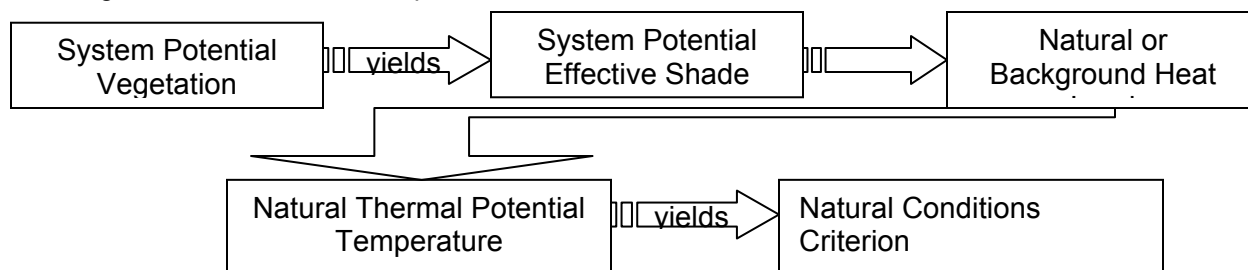 System Potential
Vegetation
yields
System Potential
Effective Shade
Natural or
Background Heat
Natural Thermal Potential
Temperature
yields
Natural Conditions
Criterion